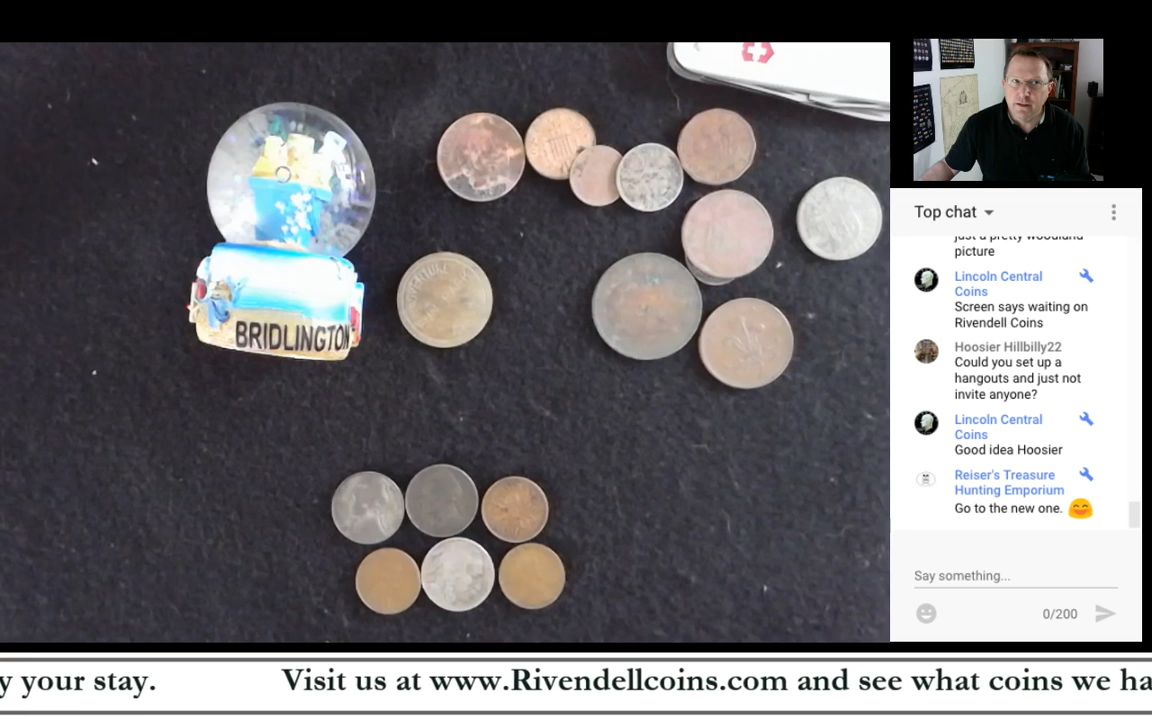 BRIDLINGTON
Top chat
just a pretty woodland
picture
Lincoln Central
Coins
Screen says waiting on
Rivendell Coins
Hoosier Hillbilly22
Could you set up a
hangouts and just not
invite anyone?
Lincoln Central
Coins
Good idea Hoosier
Reiser's Treasure
Hunting Emporium
Go to the new one.
Say something...
0/200
y your stay. Visit us at www.Rivendellcoins.com and see what coins we ha